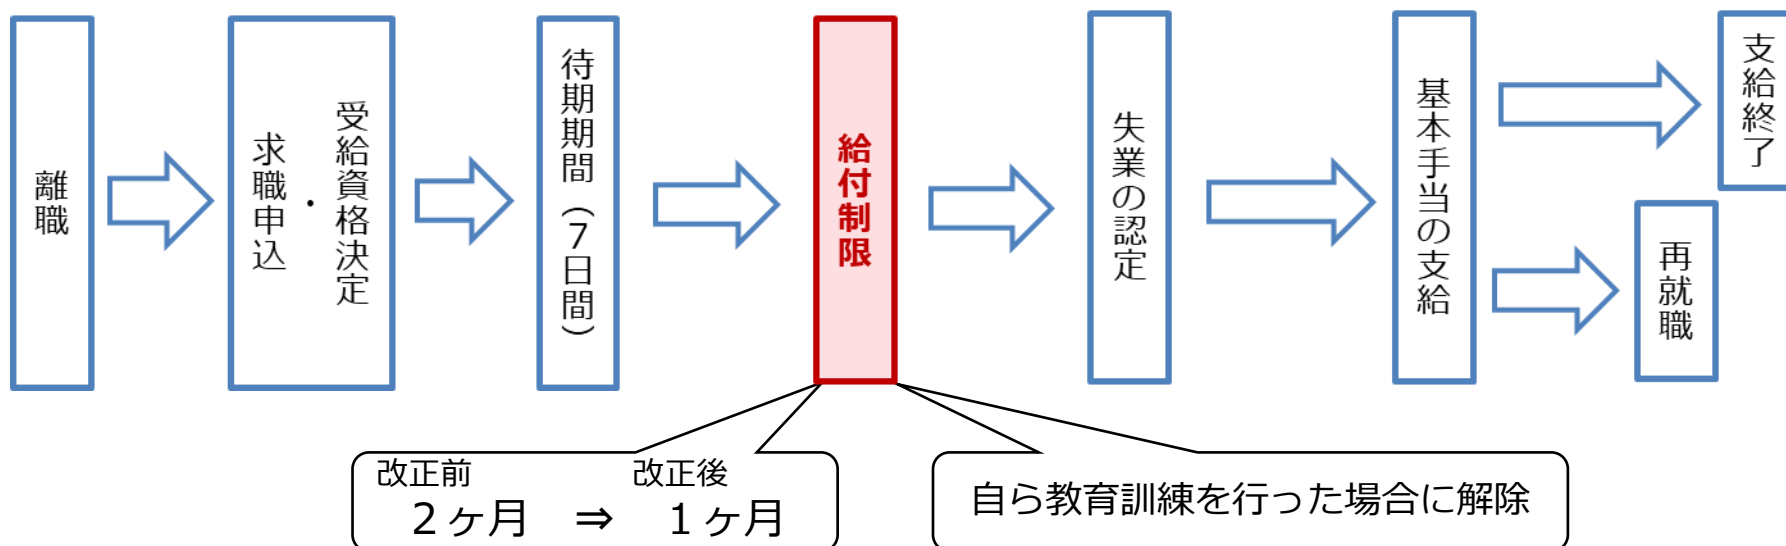 離職
求職申込
・
受給資格決定
待期期間（7日間）
給付制限
失業の認定
基本手当の支給
支給終了
再就職
改正前　改正後
２ヶ月　⇒　１ヶ月
自ら教育訓練を行った場合に解除